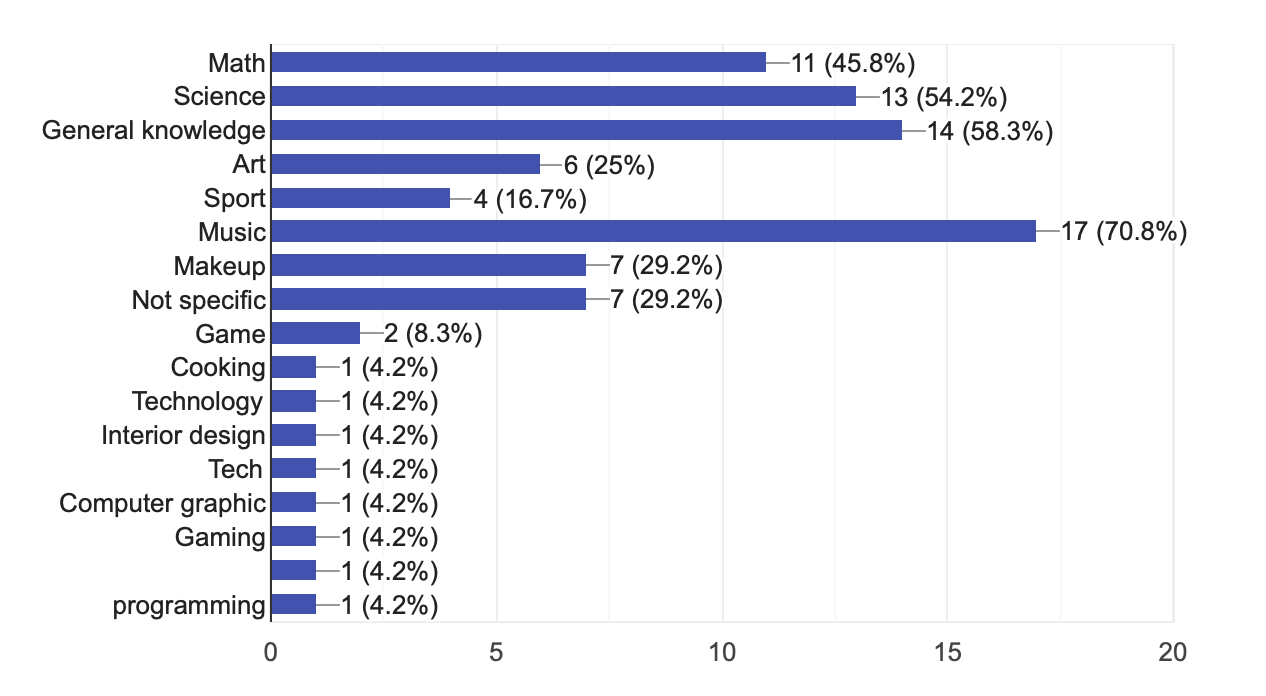 Math 11 (45.8%)
Science 13 (54.2%)
General knowledge 14 (58.3%)
Art 6 (25%)
Sport 4 (16.7%)
Music 17 (70.8%)
Makeup 7 (29.2%)
Not specific 7 (29.2%)
Game 2 (8.3%)
Cooking 1 (4.2%)
Technology 1 (4.2%)
Interior design 1 (4.2%)
Tech 1 (4.2%)
Computer graphic 1 (4.2%)
Gaming 1 (4.2%)
1 (4.2%)
programming 1 (4.2%)
0 5 10 15 20